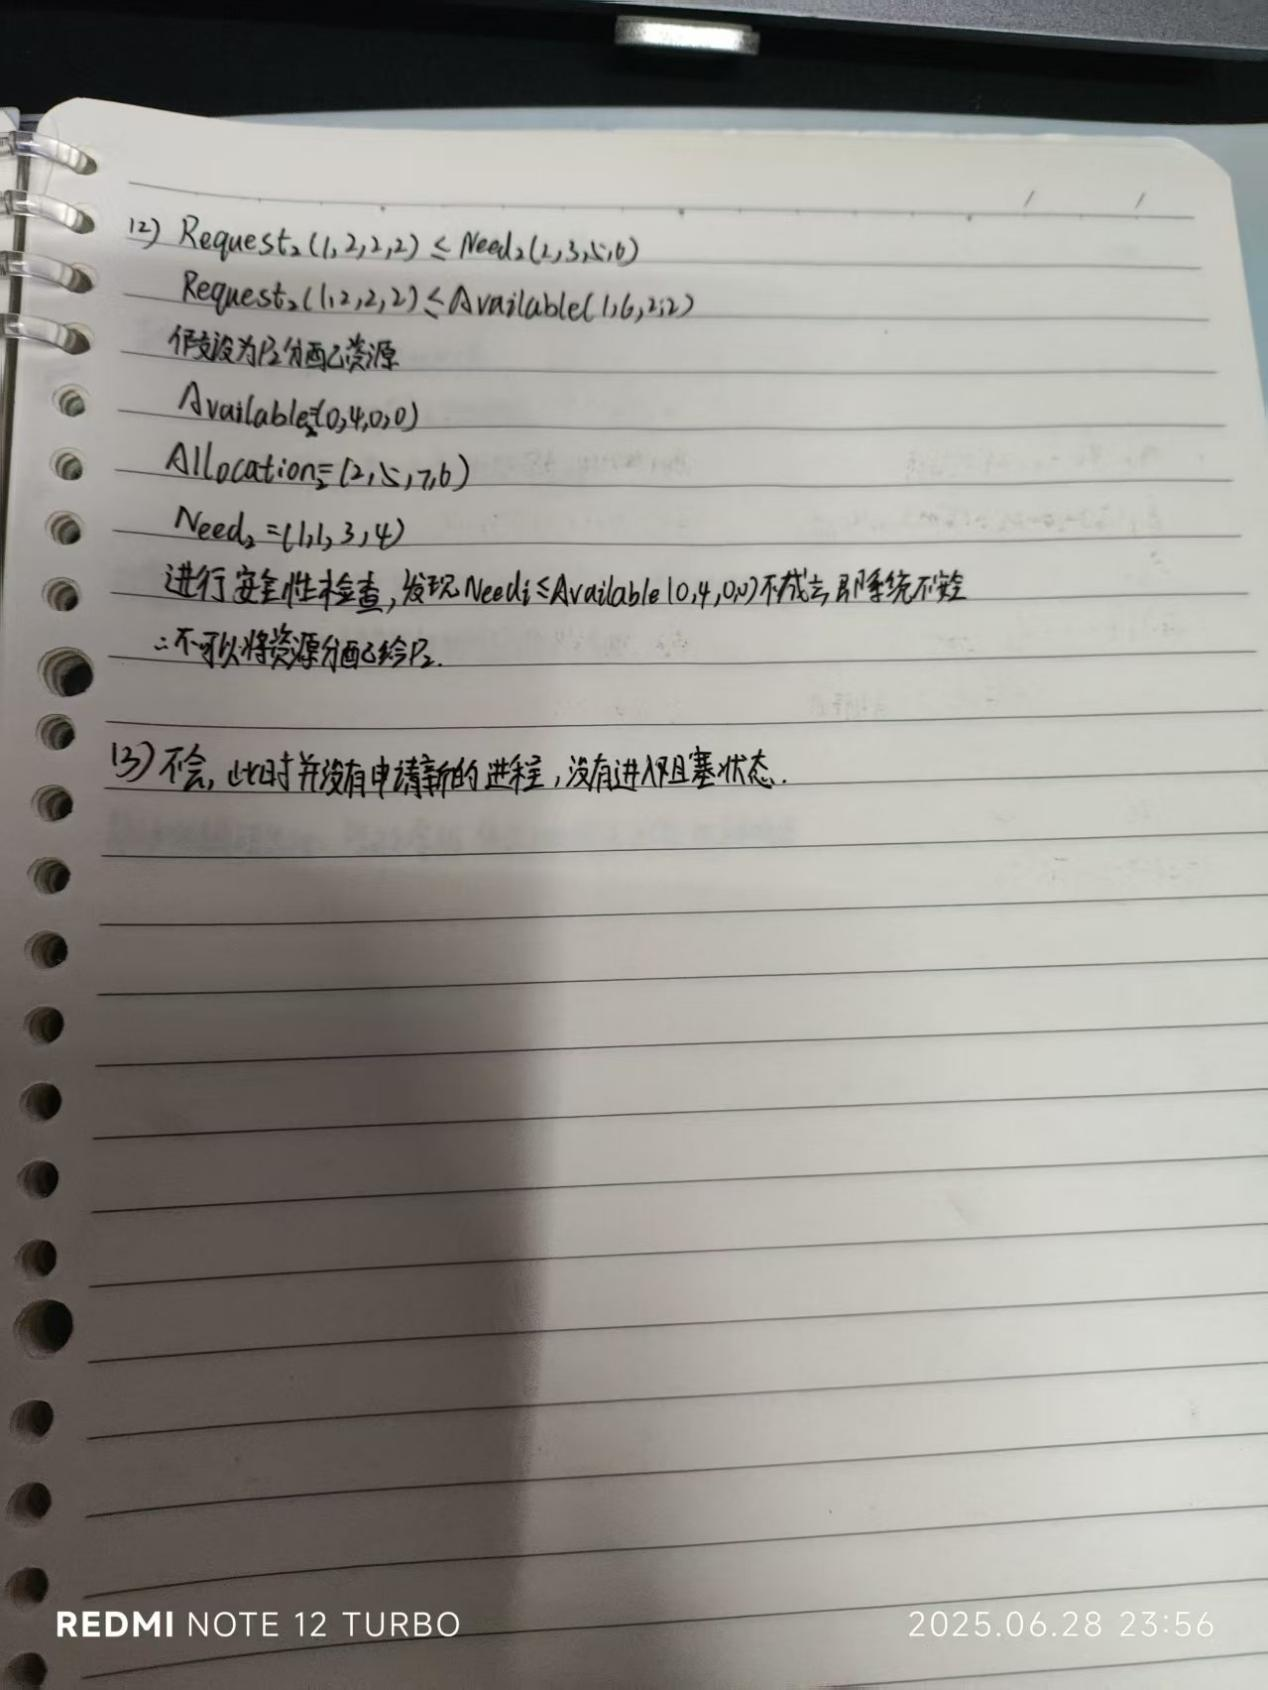 (2) Request₂(1,2,2,2) ≤ Need₂(2,3,5,6)
Request₂(1,2,2,2) ≤ Available(1,6,2,2)
假设为P₂分配资源
Available=(0,4,0,0)
Allocation₂=(2,5,7,6)
Need₂=(1,1,3,4)
进行安全性检查,发现Needi≤Available(0,4,0,0)不成立,即系统不安全
∴不可以将资源分配给P₂.
(3)不会,此时并没有申请新的进程,没有进入阻塞状态.
REDMI NOTE 12 TURBO
2025.06.28 23:56